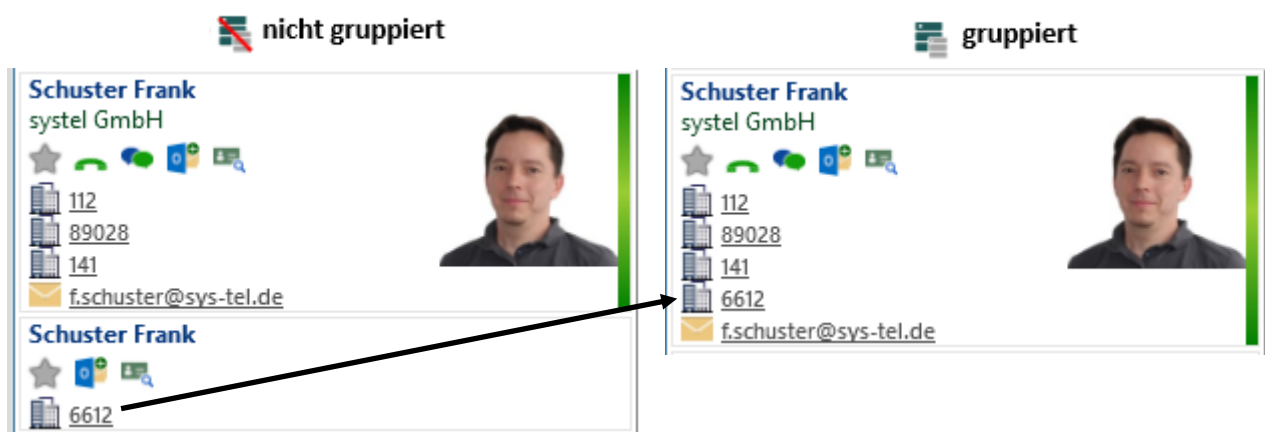 nicht gruppiert
Schuster Frank
systel GmbH
112
89028
141
f.schuster@sys-tel.de
Schuster Frank
6612
gruppiert
Schuster Frank
systel GmbH
112
89028
141
6612
f.schuster@sys-tel.de